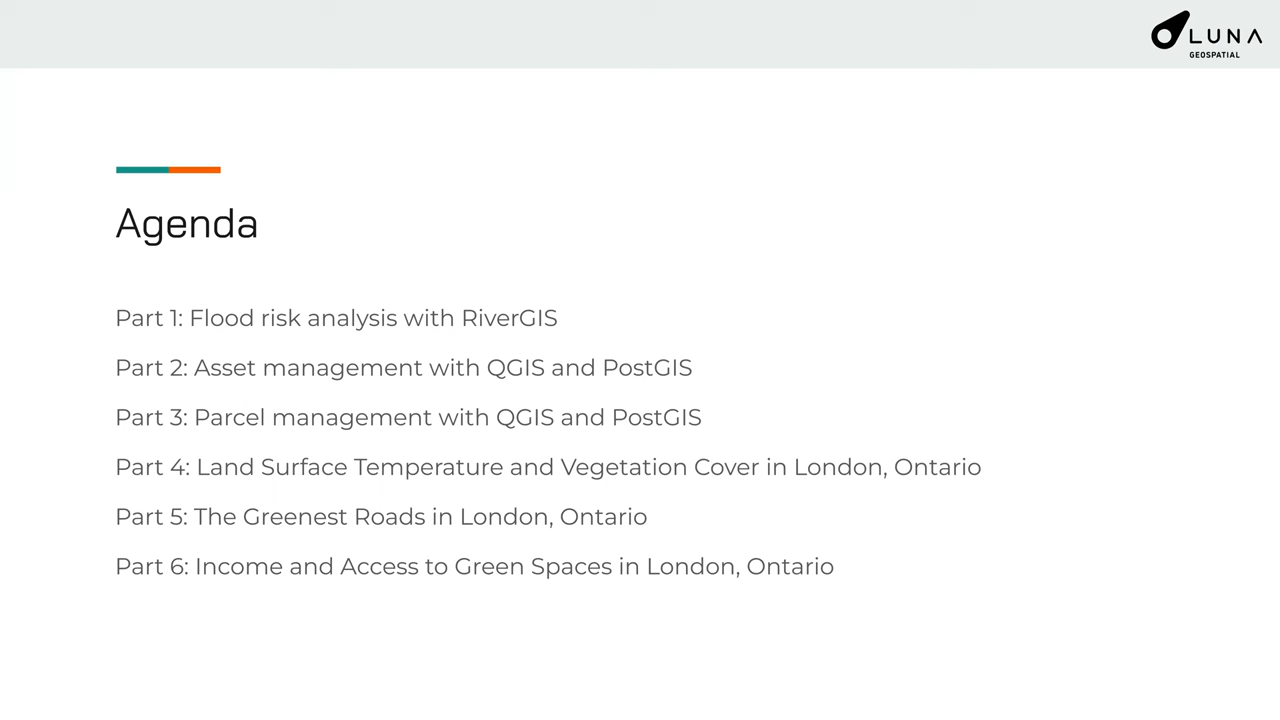 LUNA
GEOSPATIAL
Agenda
Part 1: Flood risk analysis with RiverGIS
Part 2: Asset management with QGIS and PostGIS
Part 3: Parcel management with QGIS and PostGIS
Part 4: Land Surface Temperature and Vegetation Cover in London, Ontario
Part 5: The Greenest Roads in London, Ontario
Part 6: Income and Access to Green Spaces in London, Ontario